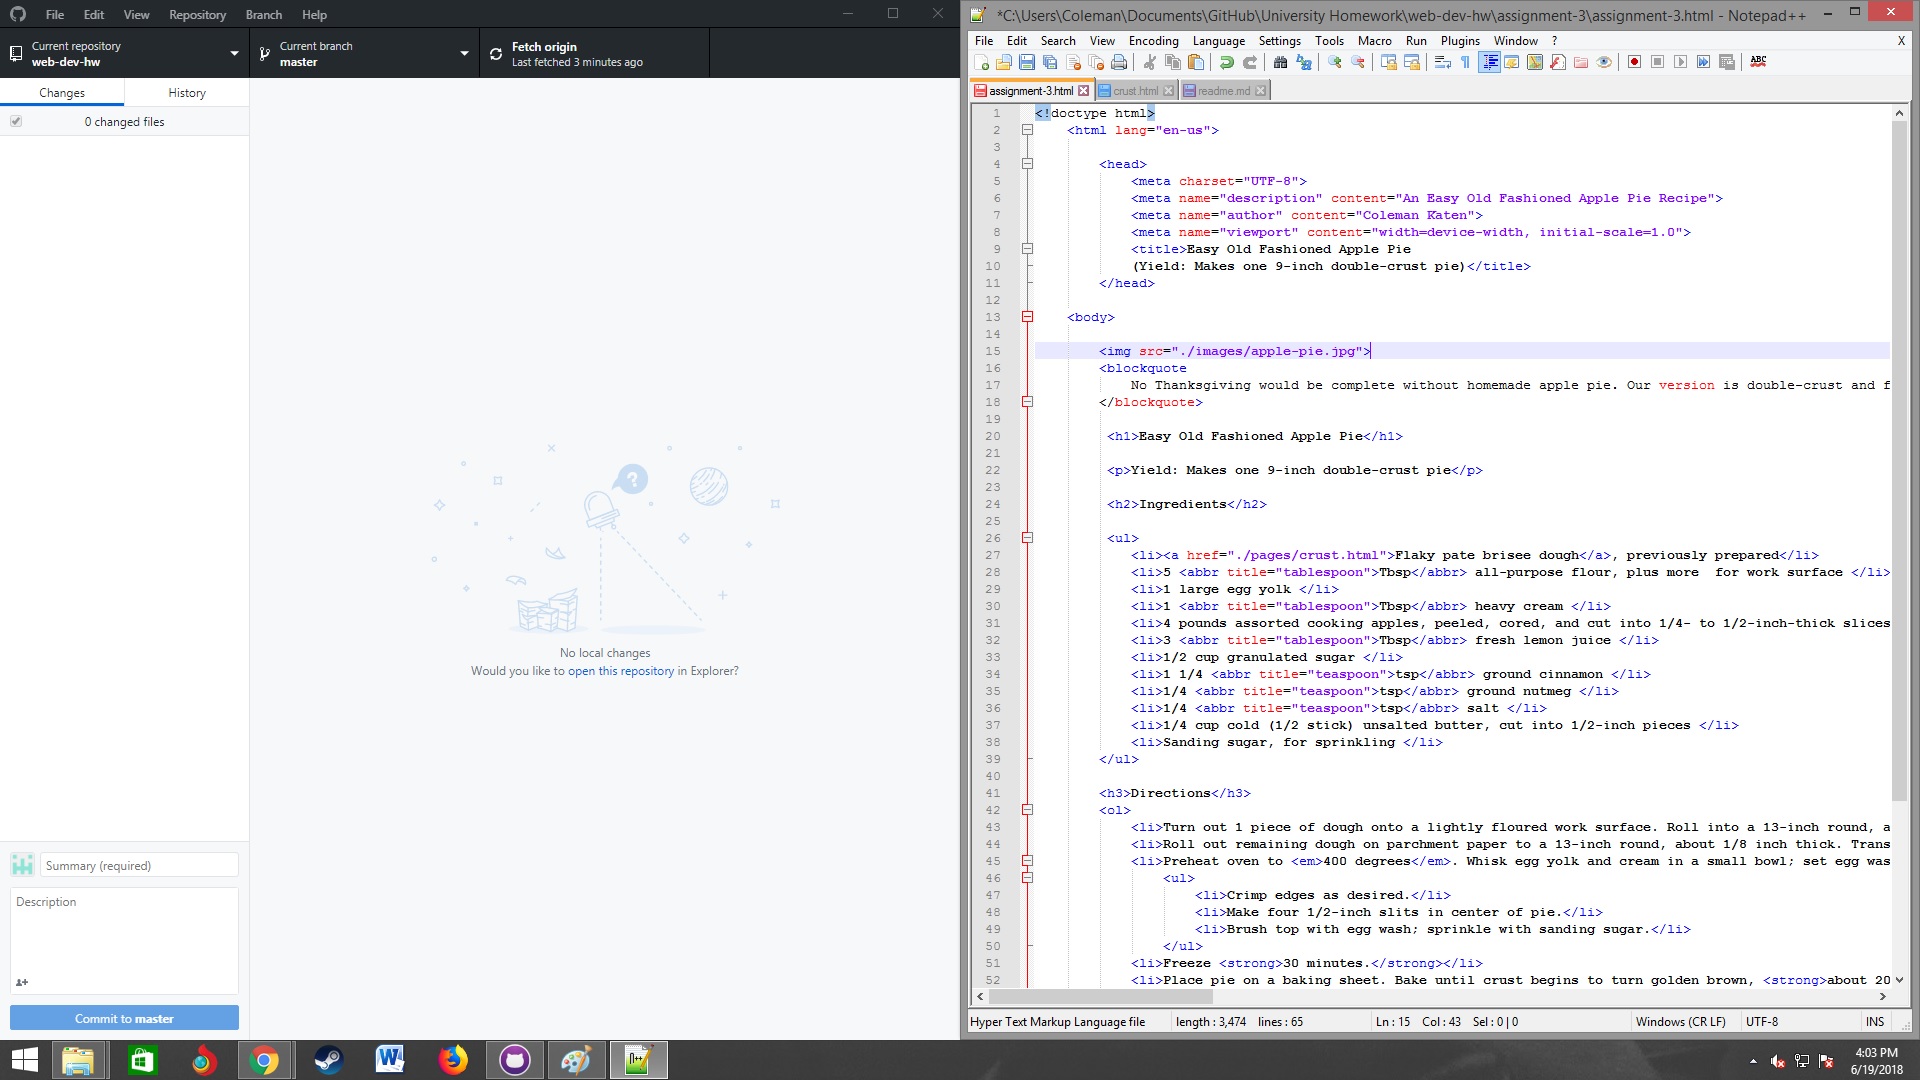 File Edit View Repository Branch Help
Current repository
web-dev-hw
Current branch
master
Fetch origin
Last fetched 3 minutes ago
Changes History
0 changed files
?
No local changes
Would you like to open this repository in Explorer?
Summary (required)
Description
Commit to master
*C:\Users\Coleman\Documents\GitHub\University Homework\web-dev-hw\assignment-3\assignment-3.html - Notepad++
File Edit Search View Encoding Language Settings Tools Macro Run Plugins Window ? X
ABC
assignment-3.html crust.html readme.md
1 <!doctype html>
2 <html lang="en-us">
3
4 <head>
5 <meta charset="UTF-8">
6 <meta name="description" content="An Easy Old Fashioned Apple Pie Recipe">
7 <meta name="author" content="Coleman Katen">
8 <meta name="viewport" content="width=device-width, initial-scale=1.0">
9 <title>Easy Old Fashioned Apple Pie
10 (Yield: Makes one 9-inch double-crust pie)</title>
11 </head>
12
13 <body>
14
15 <img src="./images/apple-pie.jpg">
16 <blockquote
17 No Thanksgiving would be complete without homemade apple pie. Our version is double-crust and f
18 </blockquote>
19
20 <h1>Easy Old Fashioned Apple Pie</h1>
21
22 <p>Yield: Makes one 9-inch double-crust pie</p>
23
24 <h2>Ingredients</h2>
25
26 <ul>
27 <li><a href="./pages/crust.html">Flaky pate brisee dough</a>, previously prepared</li>
28 <li>5 <abbr title="tablespoon">Tbsp</abbr> all-purpose flour, plus more  for work surface </li>
29 <li>1 large egg yolk </li>
30 <li>1 <abbr title="tablespoon">Tbsp</abbr> heavy cream </li>
31 <li>4 pounds assorted cooking apples, peeled, cored, and cut into 1/4- to 1/2-inch-thick slices
32 <li>3 <abbr title="tablespoon">Tbsp</abbr> fresh lemon juice </li>
33 <li>1/2 cup granulated sugar </li>
34 <li>1 1/4 <abbr title="teaspoon">tsp</abbr> ground cinnamon </li>
35 <li>1/4 <abbr title="teaspoon">tsp</abbr> ground nutmeg </li>
36 <li>1/4 <abbr title="teaspoon">tsp</abbr> salt </li>
37 <li>1/4 cup cold (1/2 stick) unsalted butter, cut into 1/2-inch pieces </li>
38 <li>Sanding sugar, for sprinkling </li>
39 </ul>
40
41 <h3>Directions</h3>
42 <ol>
43 <li>Turn out 1 piece of dough onto a lightly floured work surface. Roll into a 13-inch round, a
44 <li>Roll out remaining dough on parchment paper to a 13-inch round, about 1/8 inch thick. Trans
45 <li>Preheat oven to <em>400 degrees</em>. Whisk egg yolk and cream in a small bowl; set egg was
46 <ul>
47 <li>Crimp edges as desired.</li>
48 <li>Make four 1/2-inch slits in center of pie.</li>
49 <li>Brush top with egg wash; sprinkle with sanding sugar.</li>
50 </ul>
51 <li>Freeze <strong>30 minutes.</strong></li>
52 <li>Place pie on a baking sheet. Bake until crust begins to turn golden brown, <strong>about 20
Hyper Text Markup Language file length : 3,474 lines : 65 Ln : 15 Col : 43 Sel : 0 | 0 Windows (CR LF) UTF-8 INS
4:03 PM
6/19/2018